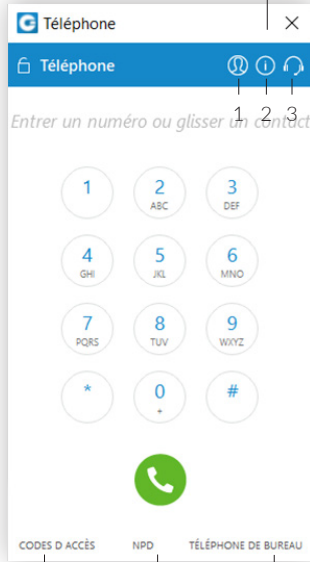 Téléphone
Téléphone
1 2 3
Entrer un numéro ou glisser un contact
1 2 3
ABC DEF
4 5 6
GHI JKL MNO
7 8 9
PQRS TUV WXYZ
* 0 #
+
CODES D ACCÈS NPD TÉLÉPHONE DE BUREAU